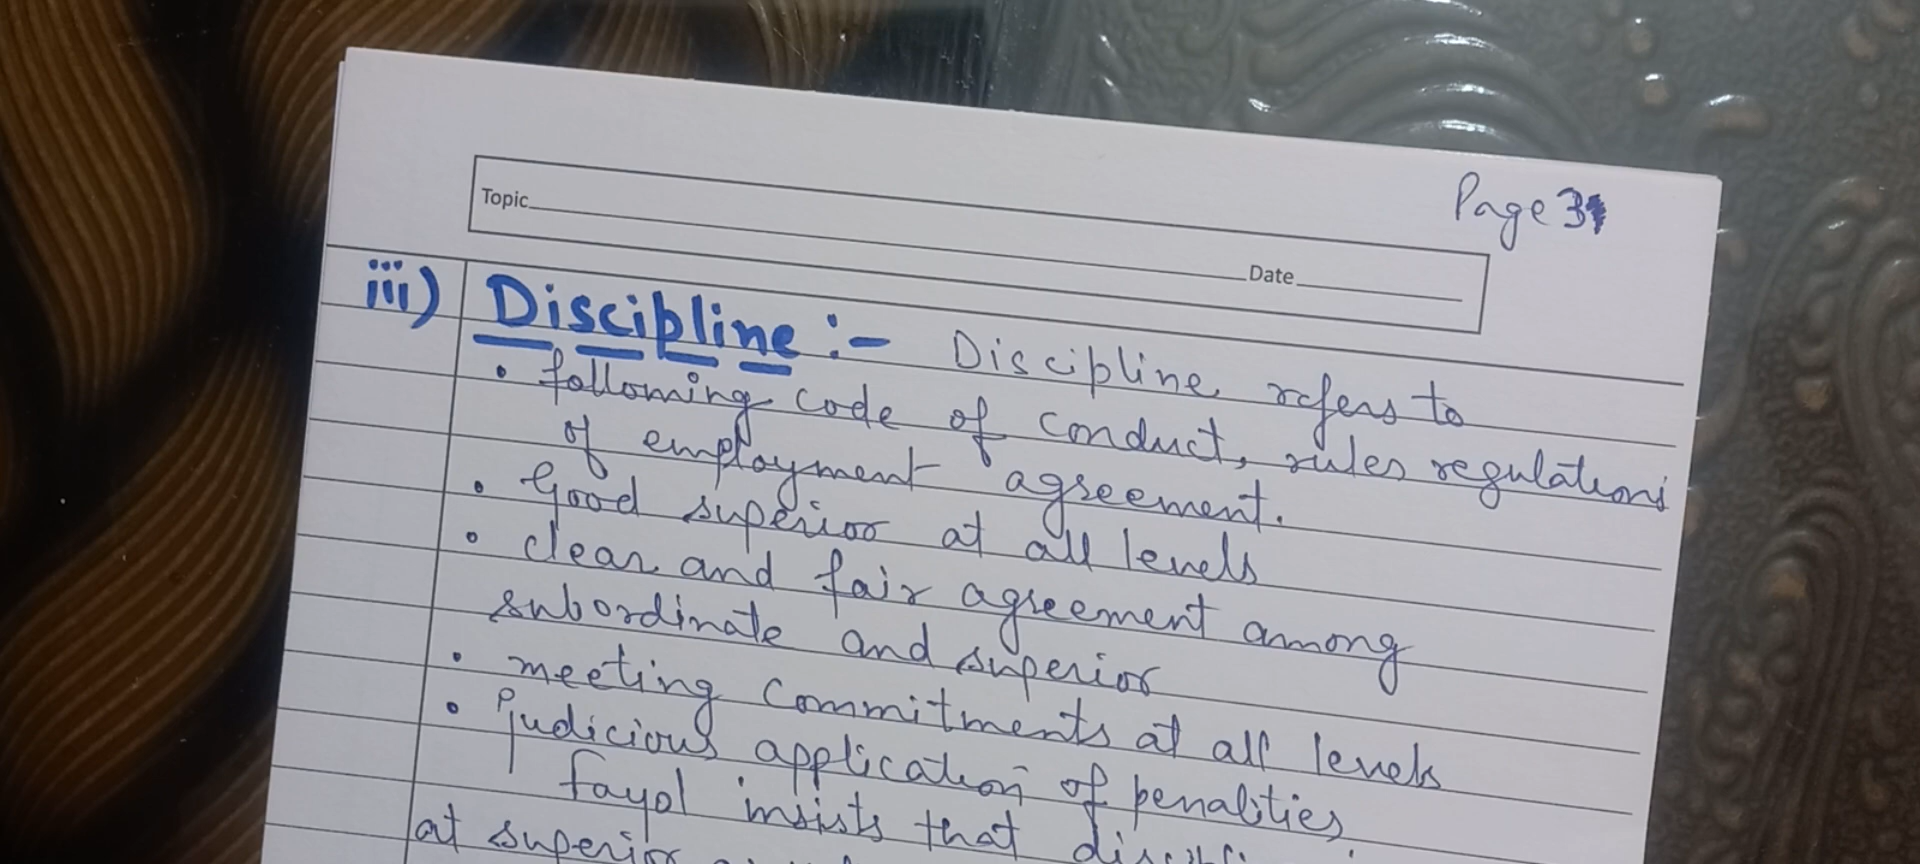 Page 31
Topic
Date
iii) Discipline :- Discipline refers to
• following code of conduct, rules regulations
of employment agreement.
• Good superior at all levels
• clear and fair agreement among
subordinate and superior
• meeting commitments at all levels
• judicious application of penalities.
Fayol insists that
at superior